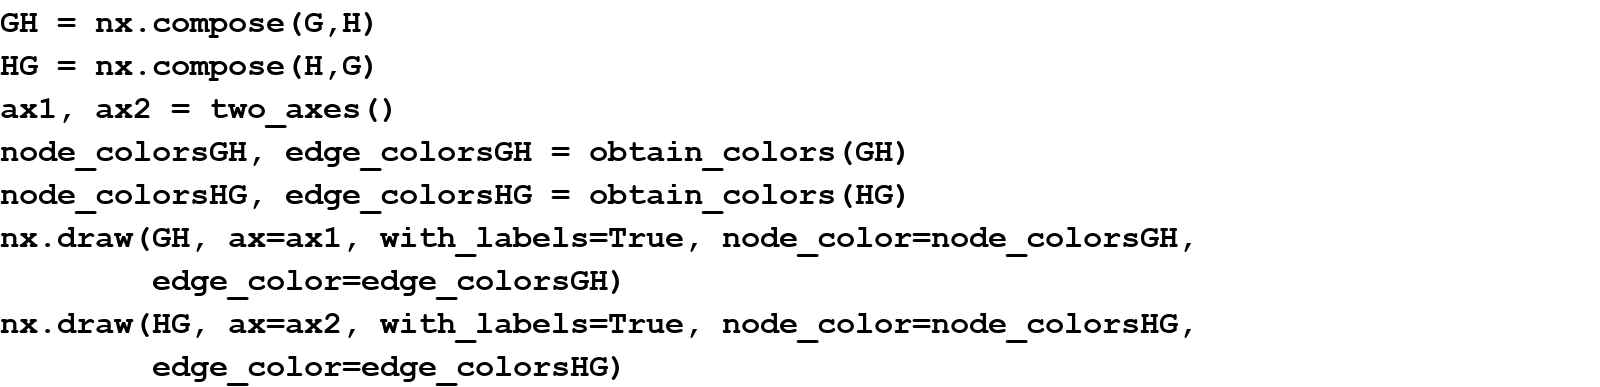 GH = nx.compose(G,H)
HG = nx.compose(H,G)
ax1, ax2 = two_axes()
node_colorsGH, edge_colorsGH = obtain_colors(GH)
node_colorsHG, edge_colorsHG = obtain_colors(HG)
nx.draw(GH, ax=ax1, with_labels=True, node_color=node_colorsGH,
        edge_color=edge_colorsGH)
nx.draw(HG, ax=ax2, with_labels=True, node_color=node_colorsHG,
        edge_color=edge_colorsHG)